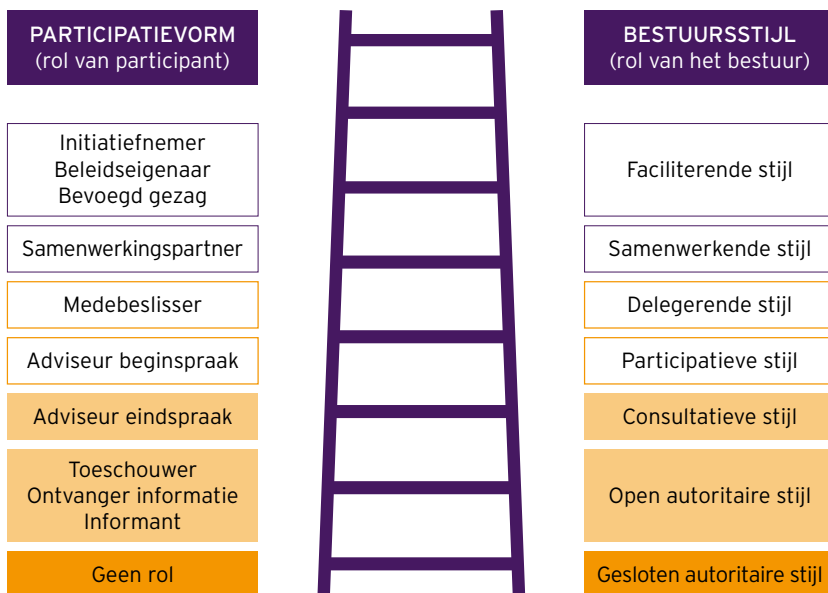 PARTICIPATIEVORM
(rol van participant)
Initiatiefnemer
Beleidseigenaar
Bevoegd gezag
Samenwerkingspartner
Medebeslisser
Adviseur beginspraak
Adviseur eindspraak
Toeschouwer
Ontvanger informatie
Informant
Geen rol
BESTUURSSTIJL
(rol van het bestuur)
Faciliterende stijl
Samenwerkende stijl
Delegerende stijl
Participatieve stijl
Consultatieve stijl
Open autoritaire stijl
Gesloten autoritaire stijl